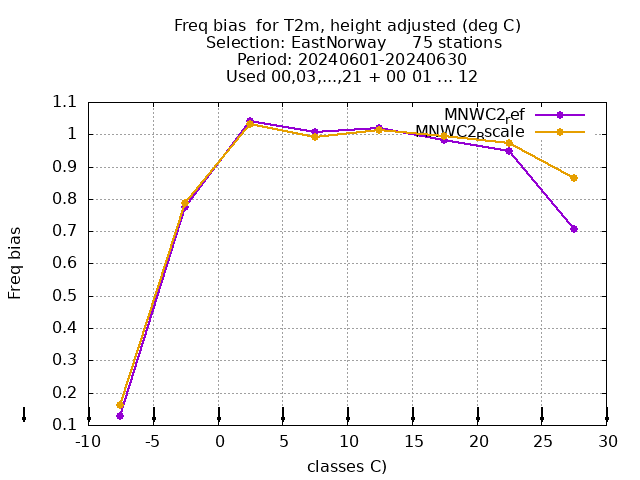 Freq bias  for T2m, height adjusted (deg C)
Selection: EastNorway     75 stations
Period: 20240601-20240630
Used 00,03,...,21 + 00 01 ... 12
MNWC2ref
MNWC2pscale
1.1
1
0.9
0.8
0.7
0.6
0.5
0.4
0.3
0.2
0.1
Freq bias
-10 -5 0 5 10 15 20 25 30
classes C)